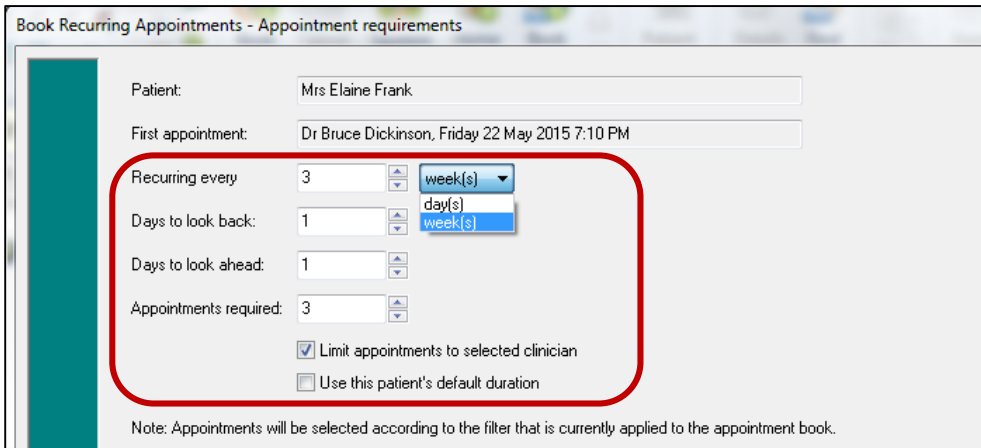 Book Recurring Appointments - Appointment requirements
Patient: Mrs Elaine Frank
First appointment: Dr Bruce Dickinson, Friday 22 May 2015 7:10 PM
Recurring every 3 week(s)
day(s)
Days to look back: 1 week(s)
Days to look ahead: 1
Appointments required: 3
Limit appointments to selected clinician
Use this patient's default duration
Note: Appointments will be selected according to the filter that is currently applied to the appointment book.